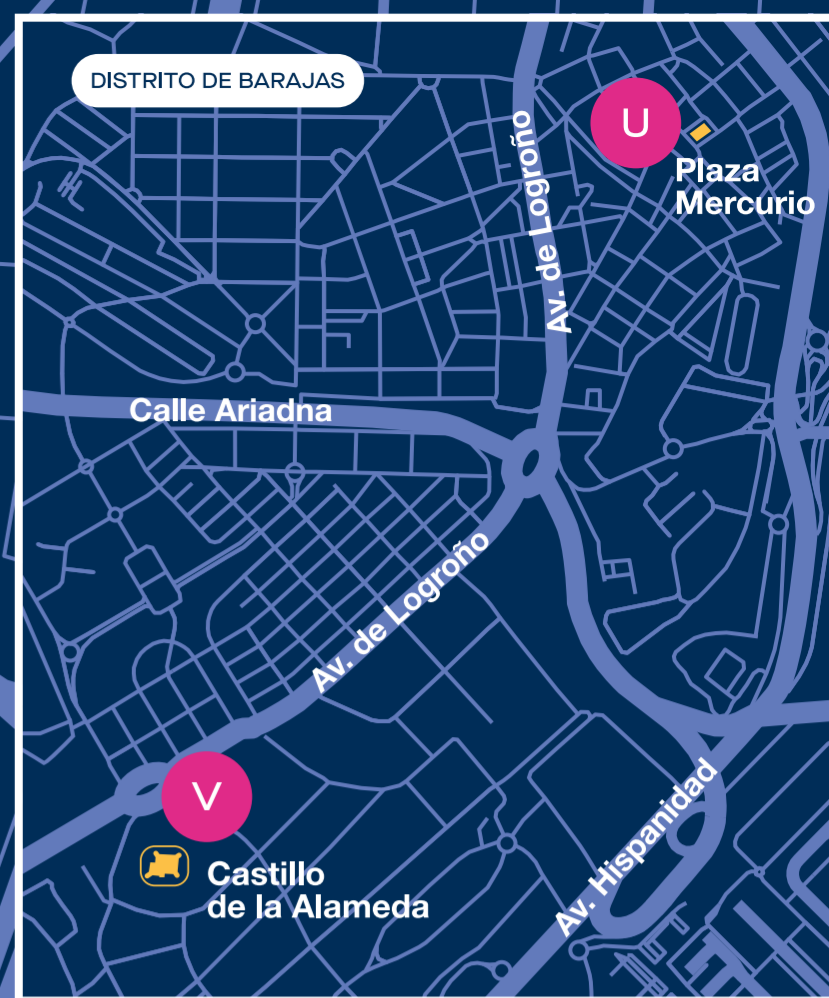 DISTRITO DE BARAJAS
U
Plaza
Mercurio
Av. de Logroño
Calle Ariadna
Av. de Logroño
V
Castillo
de la Alameda
Av. Hispanidad